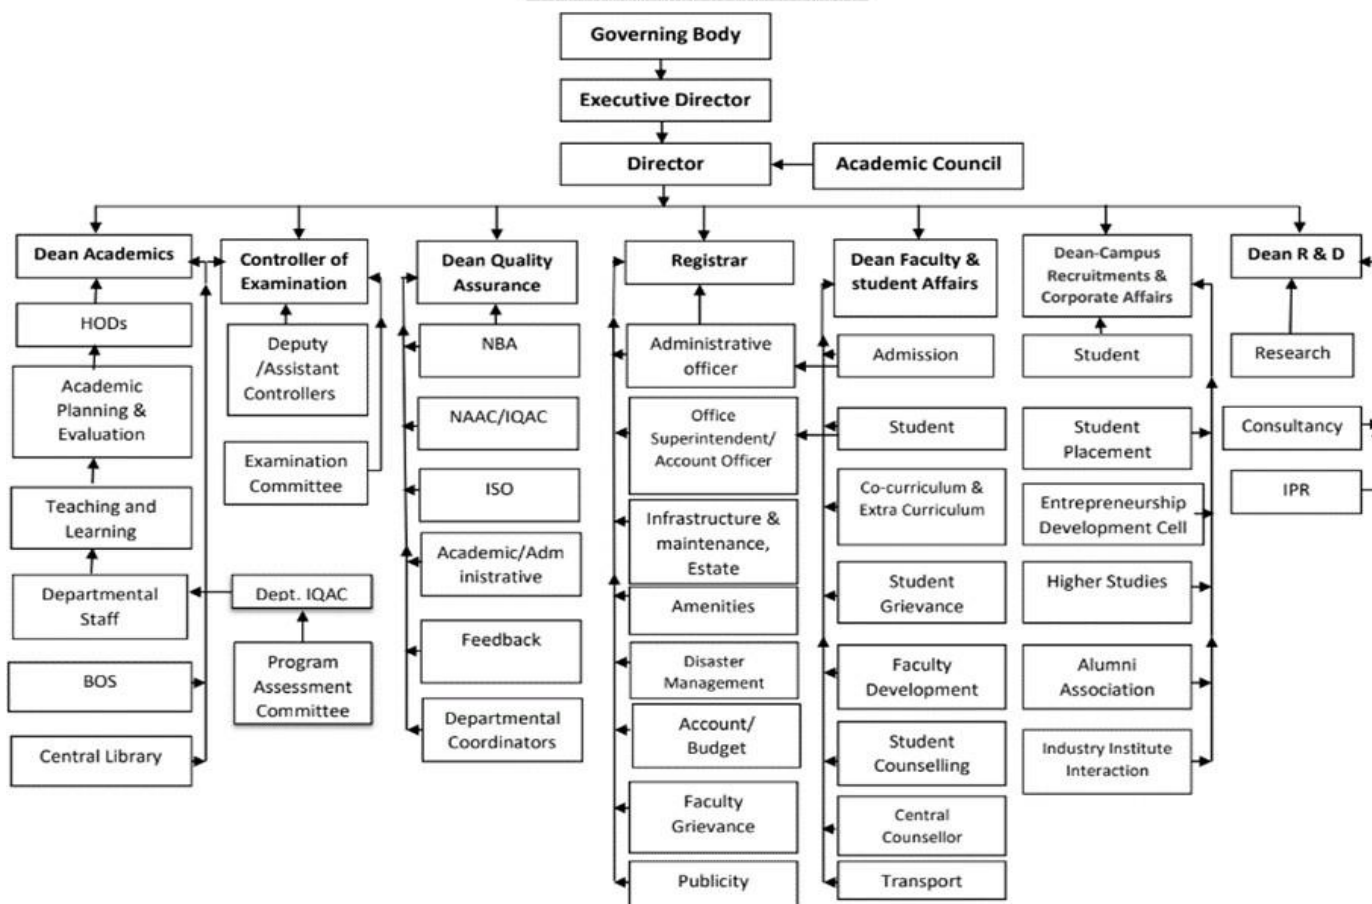 Governing Body
Executive Director
Director
Academic Council
Dean Academics
HODs
Academic
Planning &
Evaluation
Teaching and
Learning
Departmental
Staff
BOS
Central Library
Controller of
Examination
Deputy
/Assistant
Controllers
Examination
Committee
Dept. IQAC
Program
Assessment
Committee
Dean Quality
Assurance
NBA
NAAC/IQAC
ISO
Academic/Adm
inistrative
Feedback
Departmental
Coordinators
Registrar
Administrative
officer
Office
Superintendent/
Account Officer
Infrastructure &
maintenance,
Estate
Amenities
Disaster
Management
Account/
Budget
Faculty
Grievance
Publicity
Dean Faculty &
student Affairs
Admission
Student
Co-curriculum &
Extra Curriculum
Student
Grievance
Faculty
Development
Student
Counselling
Central
Counsellor
Transport
Dean-Campus
Recruitments &
Corporate Affairs
Student
Student
Placement
Entrepreneurship
Development Cell
Higher Studies
Alumni
Association
Industry Institute
Interaction
Dean R & D
Research
Consultancy
IPR